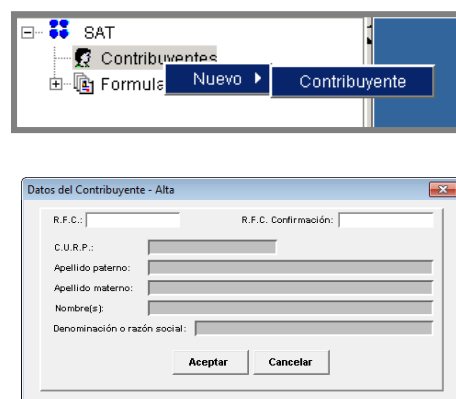 SAT
Contribuyentes
Formula Nuevo Contribuyente
Datos del Contribuyente - Alta
R.F.C.: R.F.C. Confirmación:
C.U.R.P.:
Apellido paterno:
Apellido materno:
Nombre(s):
Denominación o razón social:
Aceptar Cancelar